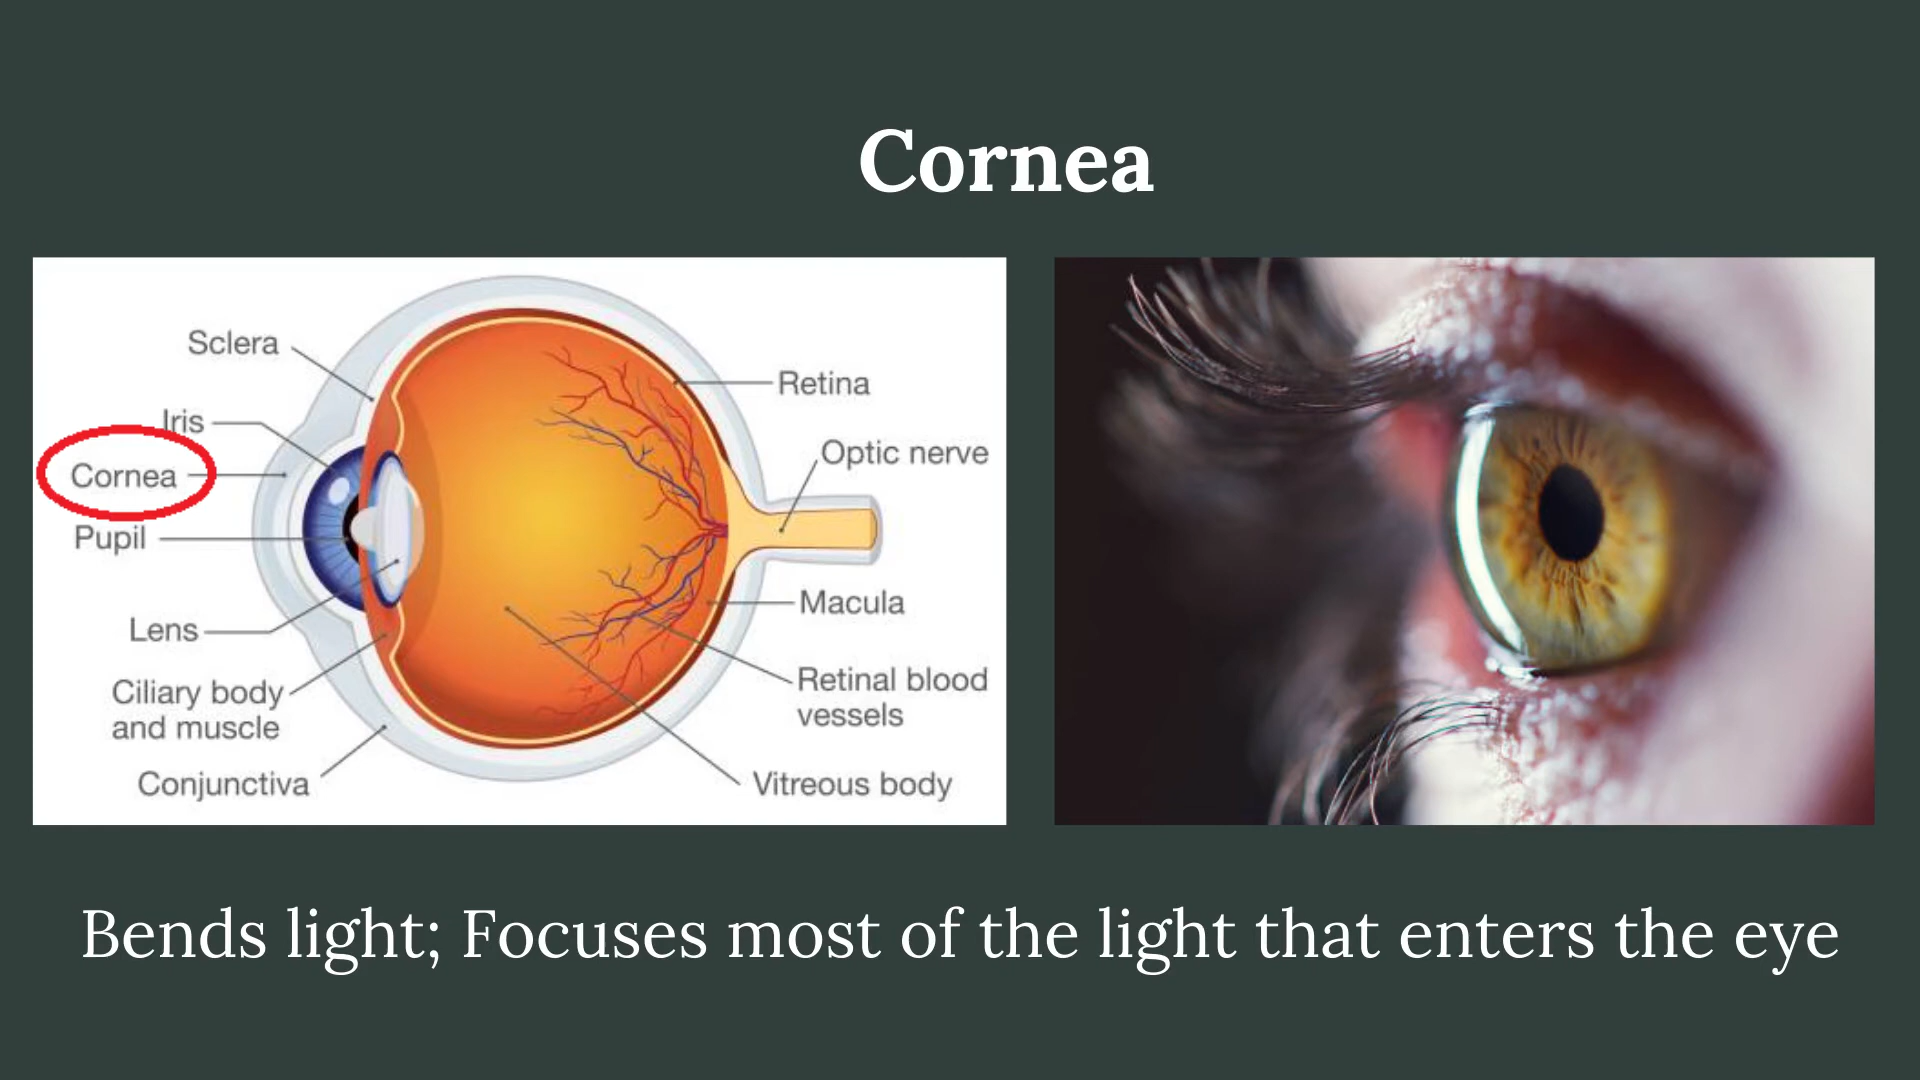 Cornea
Sclera
Iris
Cornea
Pupil
Lens
Ciliary body
and muscle
Conjunctiva
Retina
Optic nerve
Macula
Retinal blood
vessels
Vitreous body
Bends light; Focuses most of the light that enters the eye